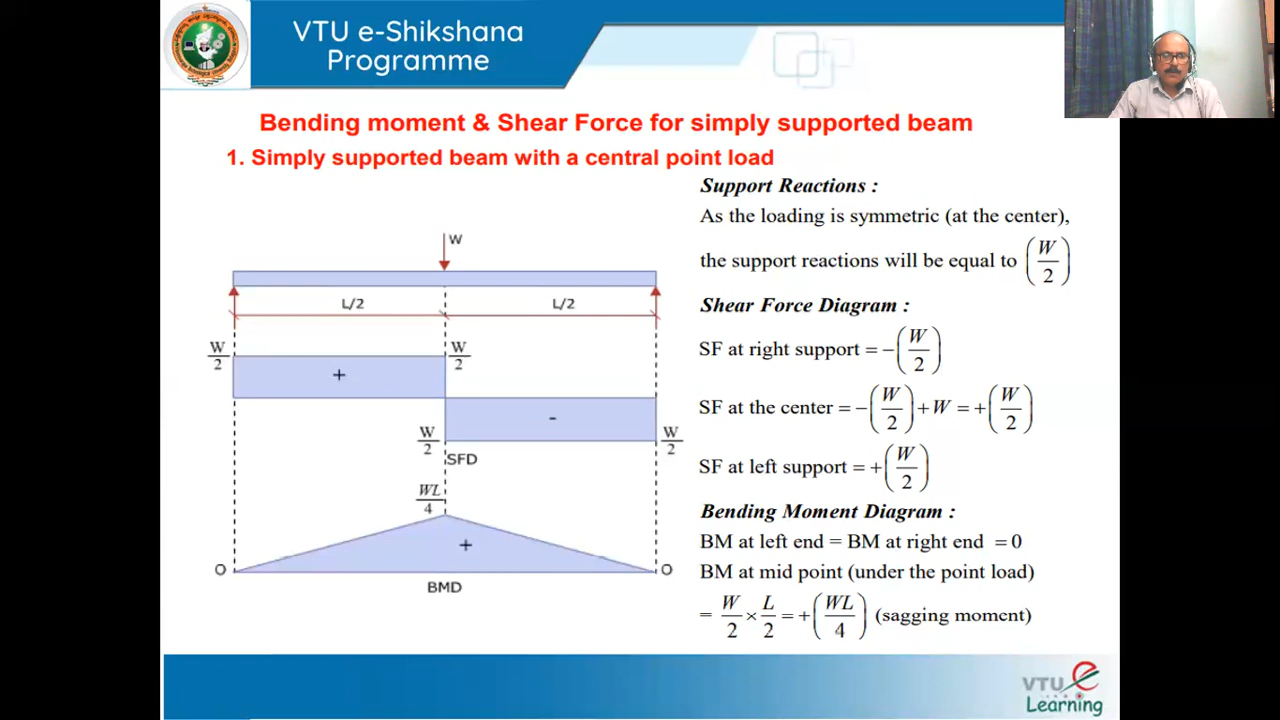 VTU e-Shikshana
Programme
Bending moment & Shear Force for simply supported beam
1. Simply supported beam with a central point load
W
L/2 L/2
W/2 W/2
+
-
W/2 W/2
SFD
WL/4
+
O O
BMD
Support Reactions :
As the loading is symmetric (at the center),
the support reactions will be equal to (W/2)
Shear Force Diagram :
SF at right support = −(W/2)
SF at the center = −(W/2) + W = +(W/2)
SF at left support = +(W/2)
Bending Moment Diagram :
BM at left end = BM at right end = 0
BM at mid point (under the point load)
= W/2 × L/2 = +(WL/4) (sagging moment)
VTU e
Learning